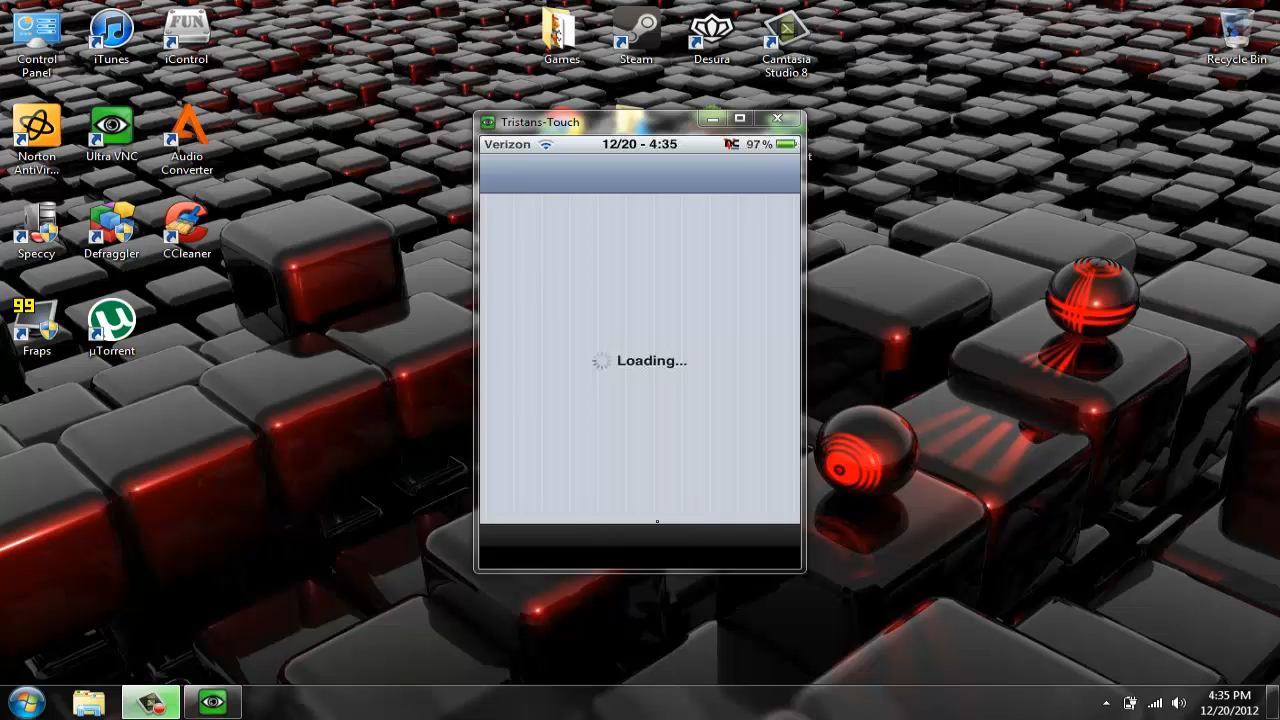 Control
Panel
iTunes
FUN
iControl
Games
Steam
Desura
Camtasia
Studio 8
Recycle Bin
Norton
AntiVir...
Ultra VNC
Audio
Converter
Speccy
Defraggler
CCleaner
99
Fraps
µTorrent
Tristans-Touch
Verizon 12/20 - 4:35 97%
Loading...
4:35 PM
12/20/2012